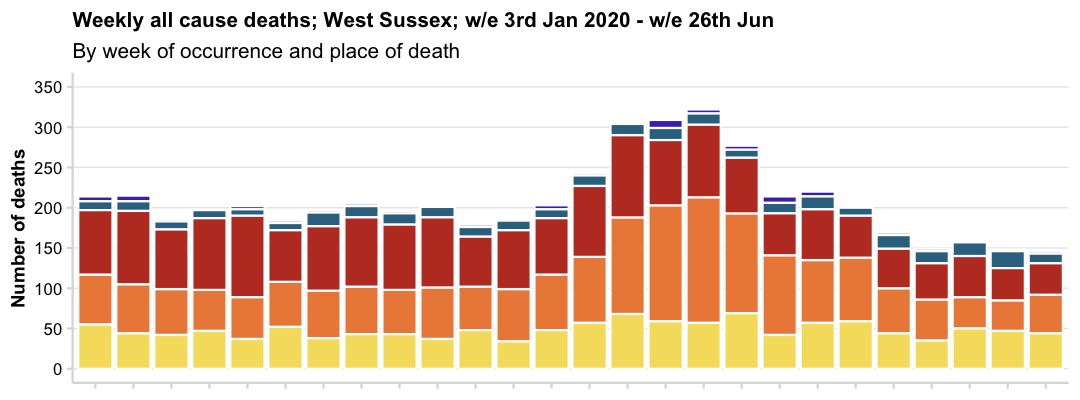 Weekly all cause deaths; West Sussex; w/e 3rd Jan 2020 - w/e 26th Jun
By week of occurrence and place of death
Number of deaths
350
300
250
200
150
100
50
0